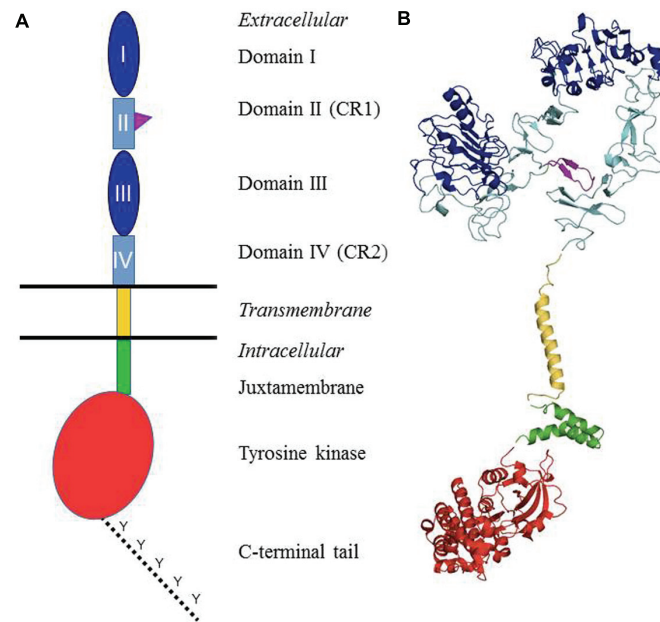 A
B
Extracellular
I
Domain I
II
Domain II (CR1)
III
Domain III
IV
Domain IV (CR2)
Transmembrane
Intracellular
Juxtamembrane
Tyrosine kinase
Y
Y
Y
Y
Y
C-terminal tail